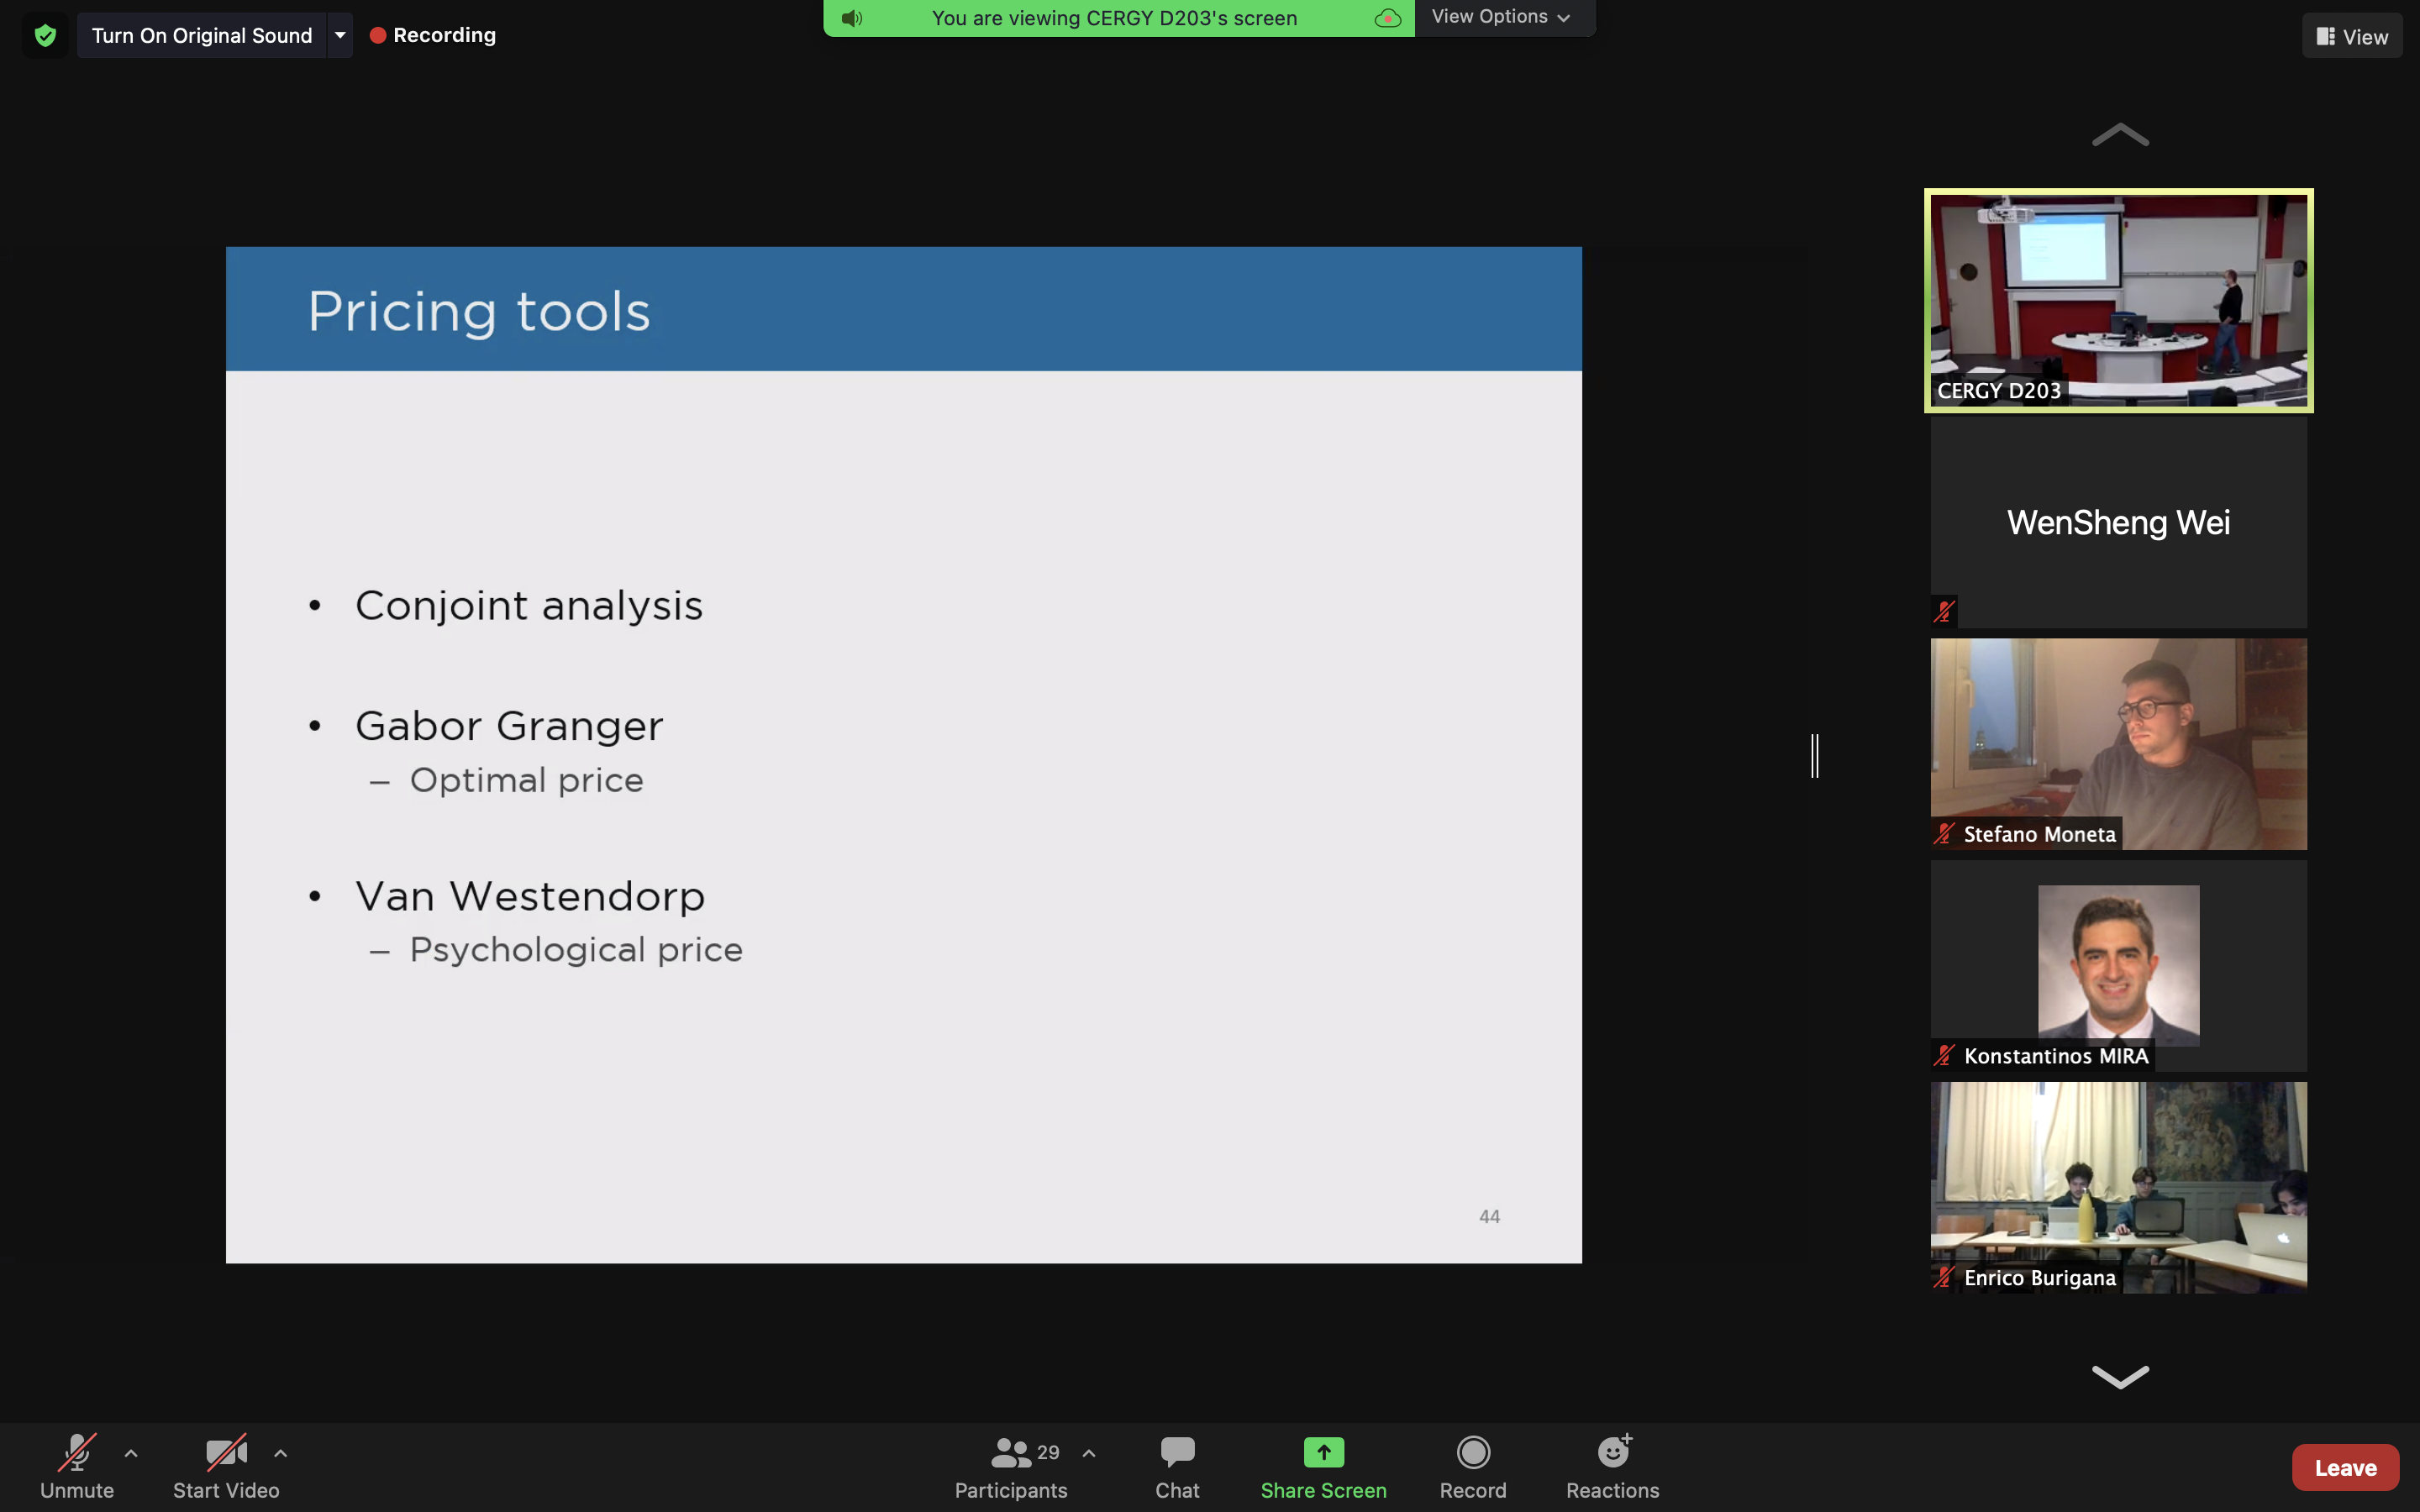 Turn On Original Sound
Recording
You are viewing CERGY D203's screen
View Options
View
Pricing tools
• Conjoint analysis
• Gabor Granger
– Optimal price
• Van Westendorp
– Psychological price
44
CERGY D203
WenSheng Wei
Stefano Moneta
Konstantinos MIRA
Enrico Burigana
Unmute
Start Video
29
Participants
Chat
Share Screen
Record
Reactions
Leave